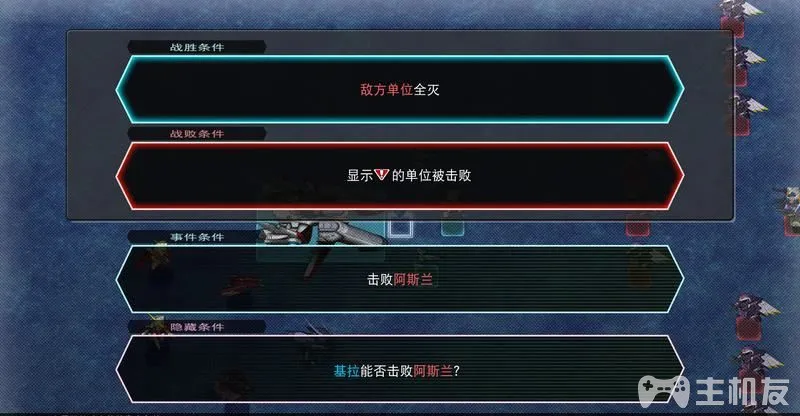 战胜条件
敌方单位全灭
战败条件
显示!的单位被击败
事件条件
击败阿斯兰
隐藏条件
基拉能否击败阿斯兰?
主机友